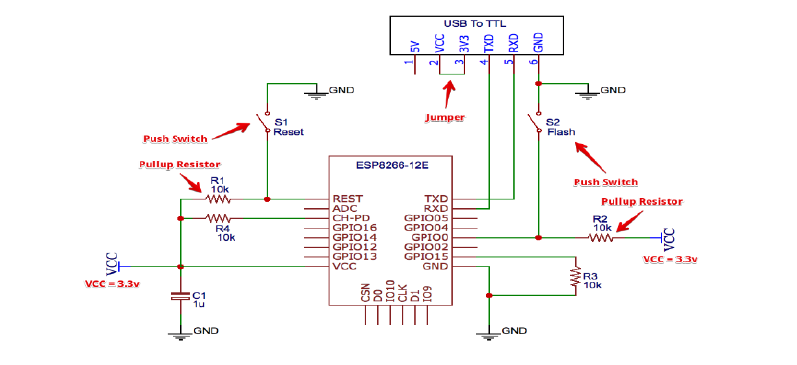 USB To TTL
5V
VCC
3V3
TXD
RXD
GND
1
2
3
4
5
6
GND
GND
Jumper
S1
Reset
S2
Flash
Push Switch
Push Switch
Pullup Resistor
Pullup Resistor
ESP8266-12E
R1
10k
R4
10k
REST
ADC
CH-PD
GPIO16
GPIO14
GPIO12
GPIO13
VCC
TXD
RXD
GPIO05
GPIO04
GPIO0
GPIO02
GPIO15
GND
R2
10k
VCC
VCC = 3.3v
R3
10k
VCC
VCC = 3.3v
C1
1u
CSN
D0
IO10
CLK
D1
IO9
GND
GND